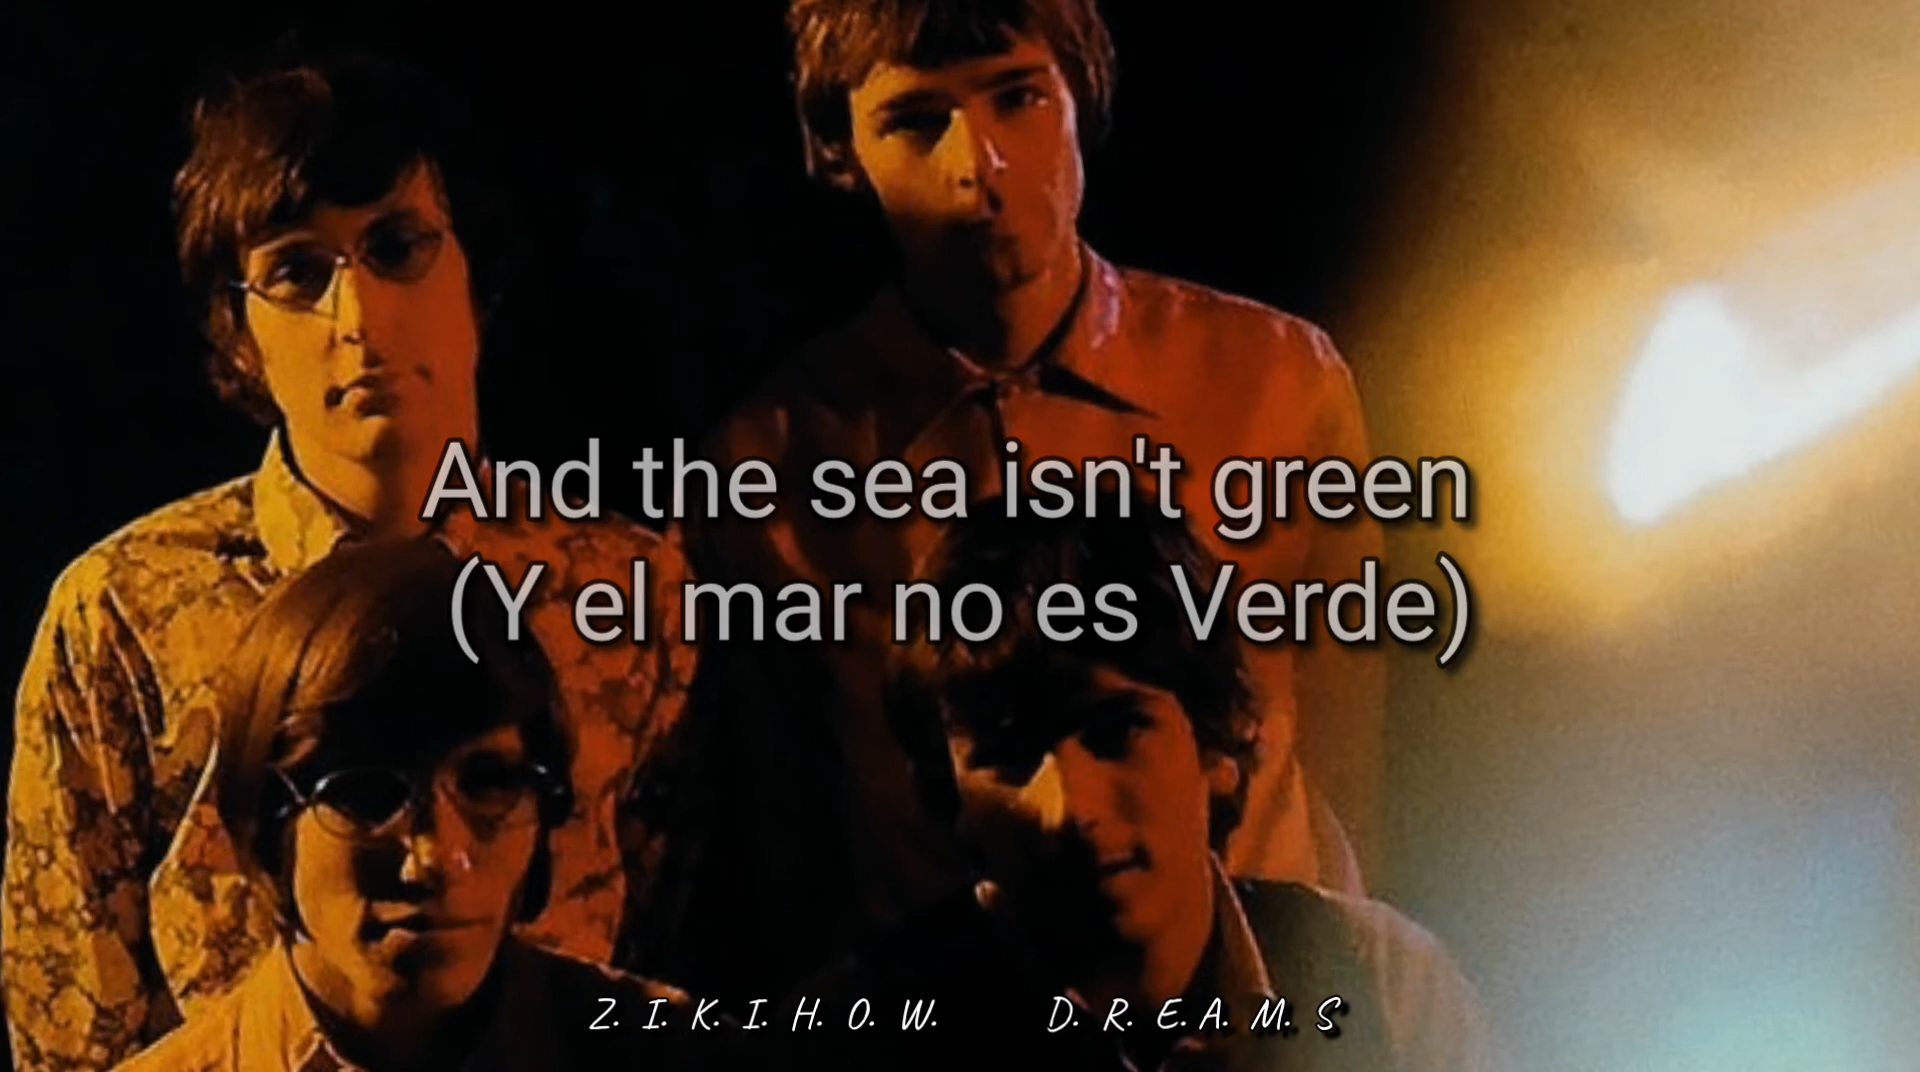 And the sea isn't green
(Y el mar no es Verde)
Z. I. K. I. H. O. W. D. R. E. A. M. S